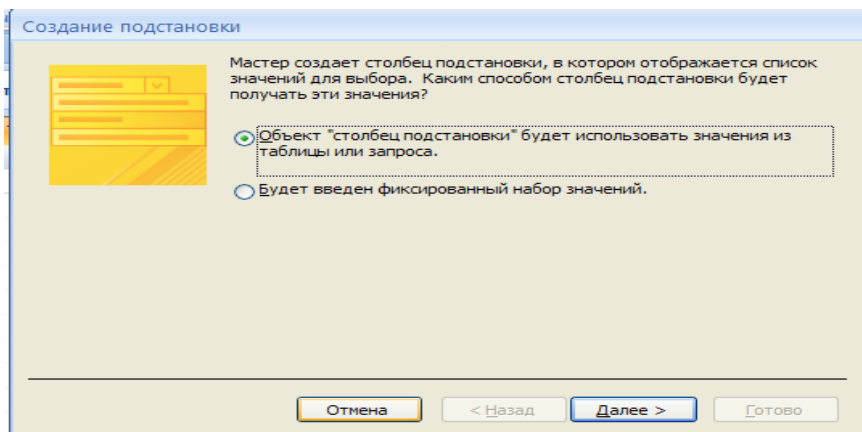 Создание подстановки
Мастер создает столбец подстановки, в котором отображается список
значений для выбора. Каким способом столбец подстановки будет
получать эти значения?
Объект "столбец подстановки" будет использовать значения из
таблицы или запроса.
Будет введен фиксированный набор значений.
Отмена
< Назад
Далее >
Готово